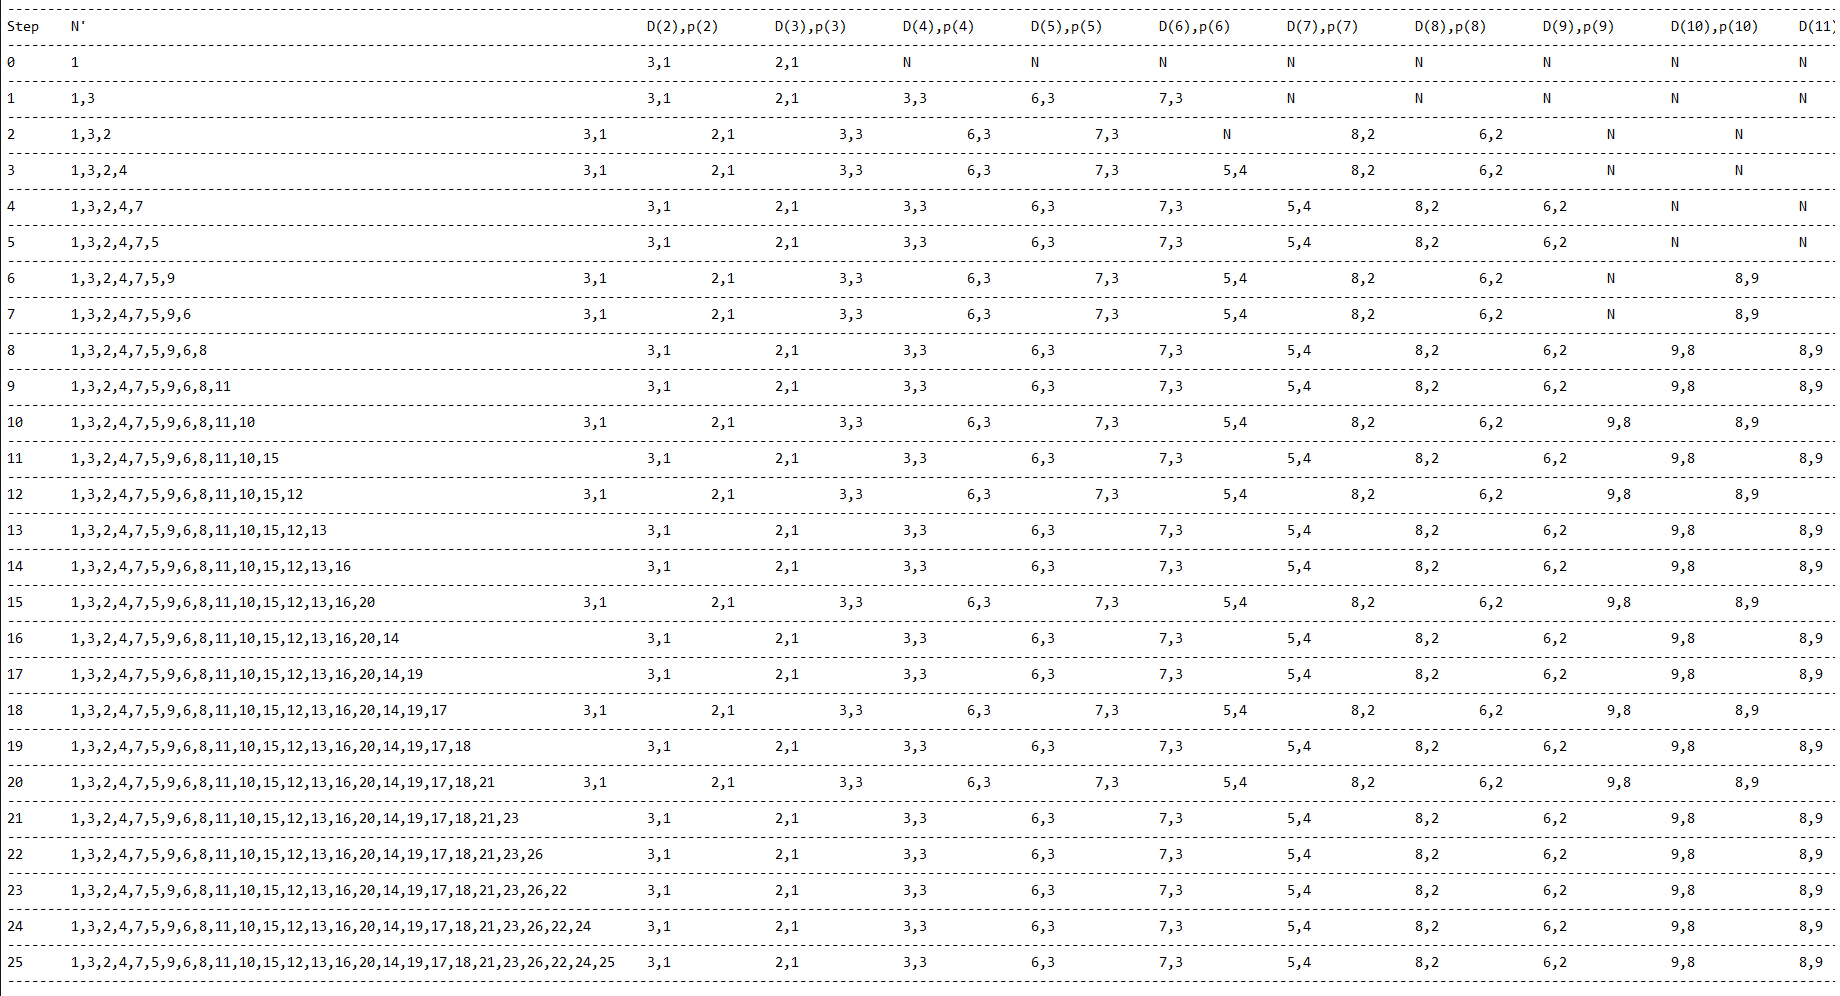 Step N' D(2),p(2) D(3),p(3) D(4),p(4) D(5),p(5) D(6),p(6) D(7),p(7) D(8),p(8) D(9),p(9) D(10),p(10) D(11)
0 1 3,1 2,1 N N N N N N N N
1 1,3 3,1 2,1 3,3 6,3 7,3 N N N N N
2 1,3,2 3,1 2,1 3,3 6,3 7,3 N 8,2 6,2 N N
3 1,3,2,4 3,1 2,1 3,3 6,3 7,3 5,4 8,2 6,2 N N
4 1,3,2,4,7 3,1 2,1 3,3 6,3 7,3 5,4 8,2 6,2 N N
5 1,3,2,4,7,5 3,1 2,1 3,3 6,3 7,3 5,4 8,2 6,2 N N
6 1,3,2,4,7,5,9 3,1 2,1 3,3 6,3 7,3 5,4 8,2 6,2 N 8,9
7 1,3,2,4,7,5,9,6 3,1 2,1 3,3 6,3 7,3 5,4 8,2 6,2 N 8,9
8 1,3,2,4,7,5,9,6,8 3,1 2,1 3,3 6,3 7,3 5,4 8,2 6,2 9,8 8,9
9 1,3,2,4,7,5,9,6,8,11 3,1 2,1 3,3 6,3 7,3 5,4 8,2 6,2 9,8 8,9
10 1,3,2,4,7,5,9,6,8,11,10 3,1 2,1 3,3 6,3 7,3 5,4 8,2 6,2 9,8 8,9
11 1,3,2,4,7,5,9,6,8,11,10,15 3,1 2,1 3,3 6,3 7,3 5,4 8,2 6,2 9,8 8,9
12 1,3,2,4,7,5,9,6,8,11,10,15,12 3,1 2,1 3,3 6,3 7,3 5,4 8,2 6,2 9,8 8,9
13 1,3,2,4,7,5,9,6,8,11,10,15,12,13 3,1 2,1 3,3 6,3 7,3 5,4 8,2 6,2 9,8 8,9
14 1,3,2,4,7,5,9,6,8,11,10,15,12,13,16 3,1 2,1 3,3 6,3 7,3 5,4 8,2 6,2 9,8 8,9
15 1,3,2,4,7,5,9,6,8,11,10,15,12,13,16,20 3,1 2,1 3,3 6,3 7,3 5,4 8,2 6,2 9,8 8,9
16 1,3,2,4,7,5,9,6,8,11,10,15,12,13,16,20,14 3,1 2,1 3,3 6,3 7,3 5,4 8,2 6,2 9,8 8,9
17 1,3,2,4,7,5,9,6,8,11,10,15,12,13,16,20,14,19 3,1 2,1 3,3 6,3 7,3 5,4 8,2 6,2 9,8 8,9
18 1,3,2,4,7,5,9,6,8,11,10,15,12,13,16,20,14,19,17 3,1 2,1 3,3 6,3 7,3 5,4 8,2 6,2 9,8 8,9
19 1,3,2,4,7,5,9,6,8,11,10,15,12,13,16,20,14,19,17,18 3,1 2,1 3,3 6,3 7,3 5,4 8,2 6,2 9,8 8,9
20 1,3,2,4,7,5,9,6,8,11,10,15,12,13,16,20,14,19,17,18,21 3,1 2,1 3,3 6,3 7,3 5,4 8,2 6,2 9,8 8,9
21 1,3,2,4,7,5,9,6,8,11,10,15,12,13,16,20,14,19,17,18,21,23 3,1 2,1 3,3 6,3 7,3 5,4 8,2 6,2 9,8 8,9
22 1,3,2,4,7,5,9,6,8,11,10,15,12,13,16,20,14,19,17,18,21,23,26 3,1 2,1 3,3 6,3 7,3 5,4 8,2 6,2 9,8 8,9
23 1,3,2,4,7,5,9,6,8,11,10,15,12,13,16,20,14,19,17,18,21,23,26,22 3,1 2,1 3,3 6,3 7,3 5,4 8,2 6,2 9,8 8,9
24 1,3,2,4,7,5,9,6,8,11,10,15,12,13,16,20,14,19,17,18,21,23,26,22,24 3,1 2,1 3,3 6,3 7,3 5,4 8,2 6,2 9,8 8,9
25 1,3,2,4,7,5,9,6,8,11,10,15,12,13,16,20,14,19,17,18,21,23,26,22,24,25 3,1 2,1 3,3 6,3 7,3 5,4 8,2 6,2 9,8 8,9